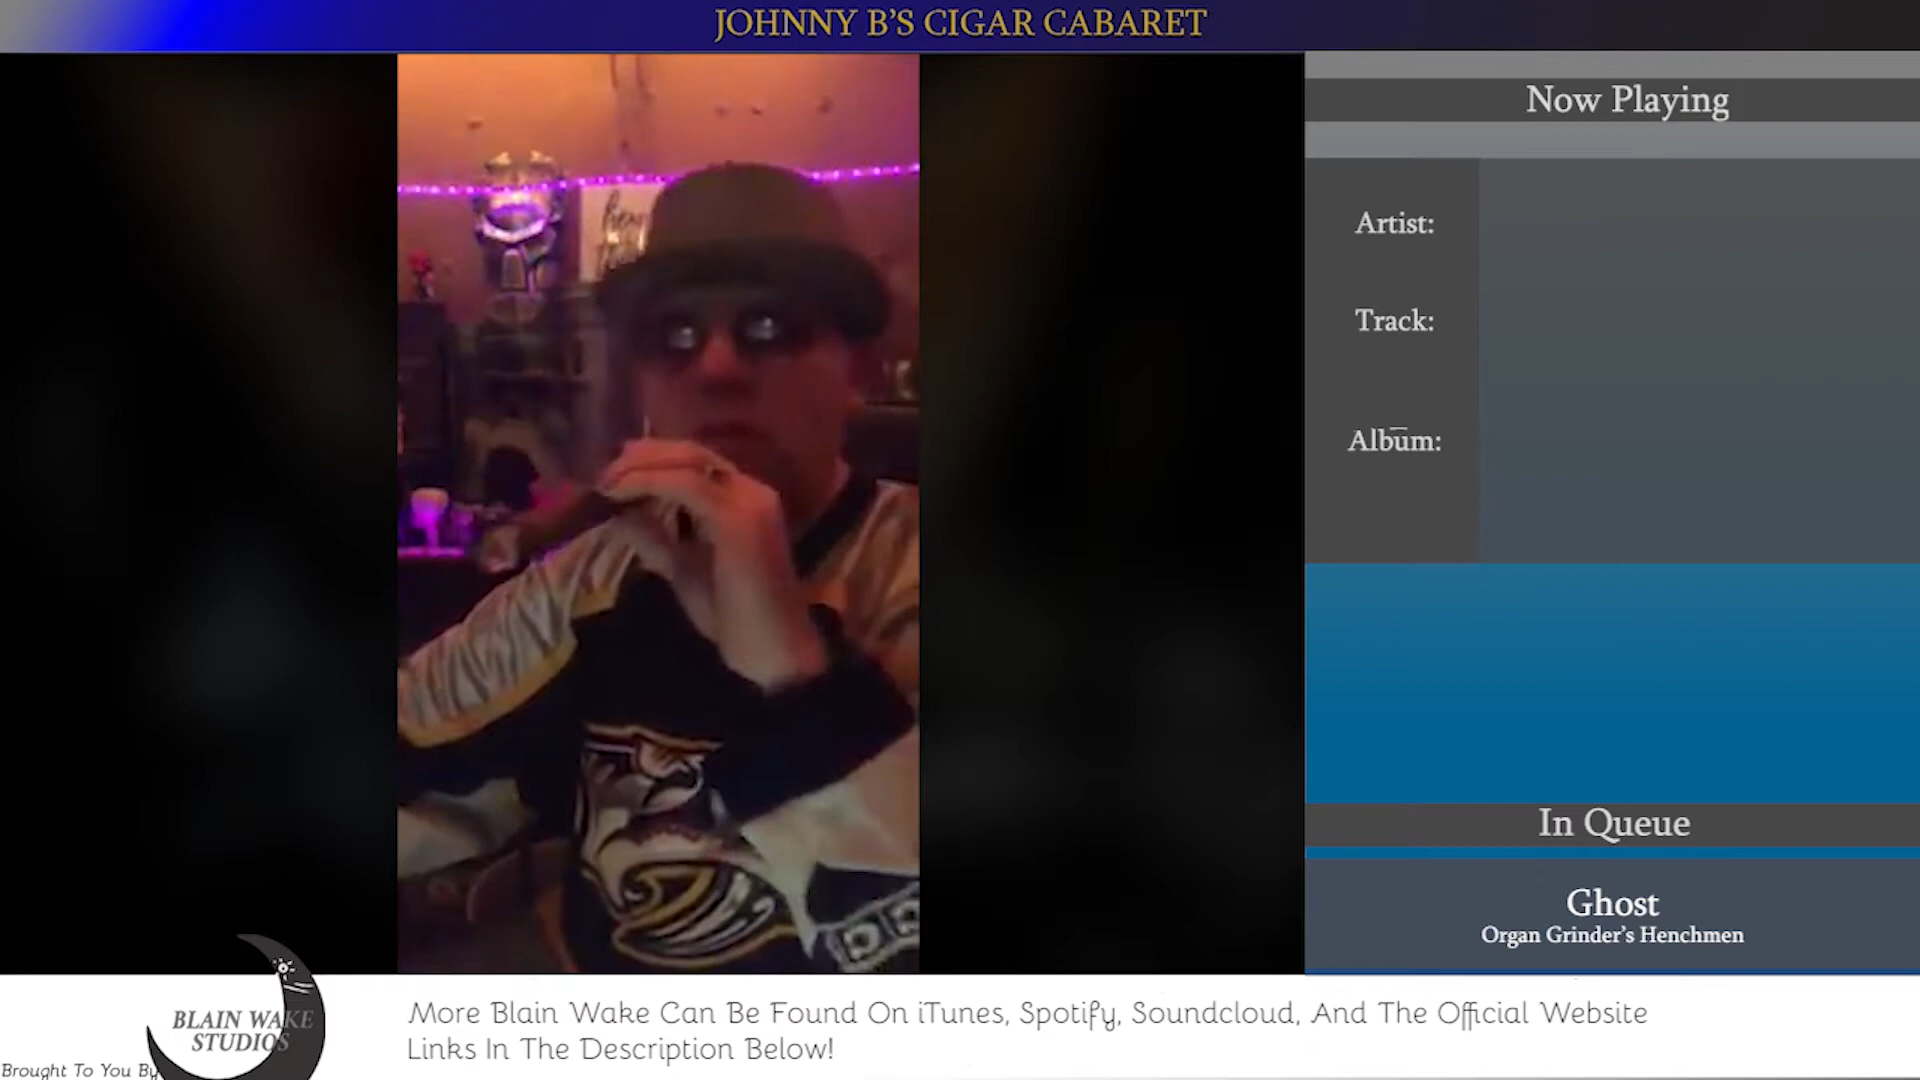 JOHNNY B'S CIGAR CABARET
Now Playing
Artist:
Track:
Album:
In Queue
Ghost
Organ Grinder's Henchmen
BLAIN WAKE
STUDIOS
Brought To You By
More Blain Wake Can Be Found On iTunes, Spotify, Soundcloud, And The Official Website
Links In The Description Below!